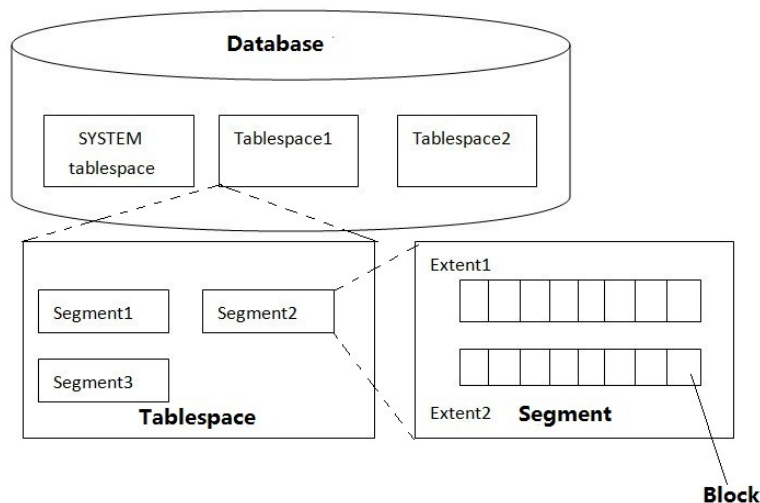 Database
SYSTEM
tablespace
Tablespace1
Tablespace2
Segment1
Segment2
Segment3
Tablespace
Extent1
Extent2
Segment
Block